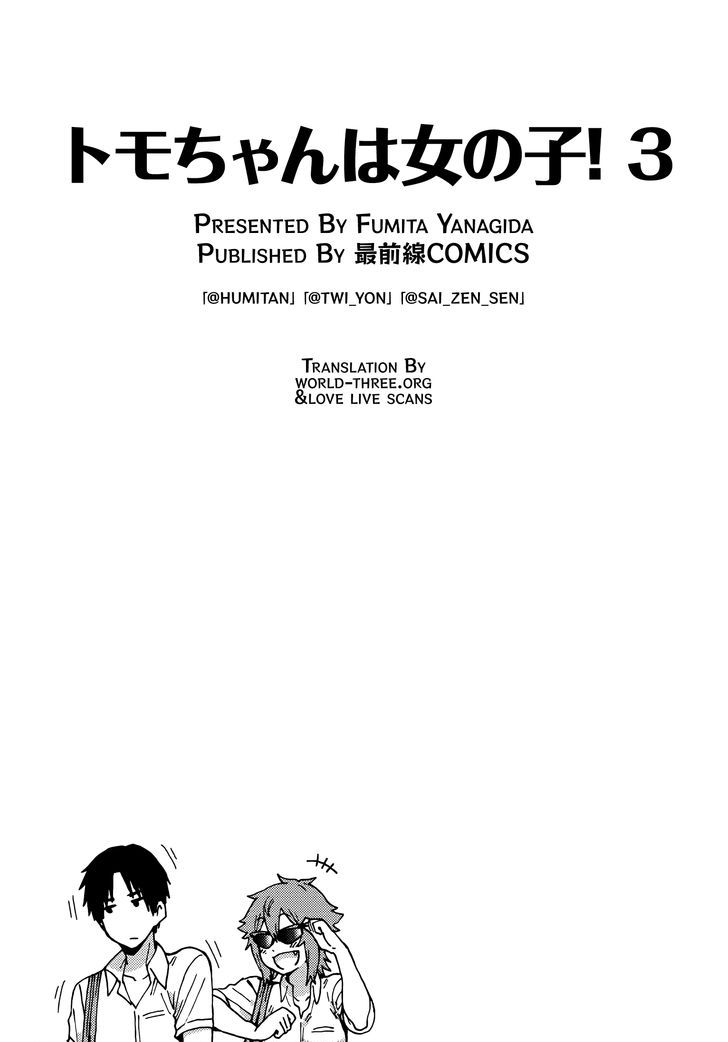 トモちゃんは女の子! 3
PRESENTED BY FUMITA YANAGIDA
PUBLISHED BY 最前線COMICS
「@HUMITAN」「@TWI_YON」「@SAI_ZEN_SEN」
TRANSLATION BY
WORLD-THREE.ORG
&LOVE LIVE SCANS